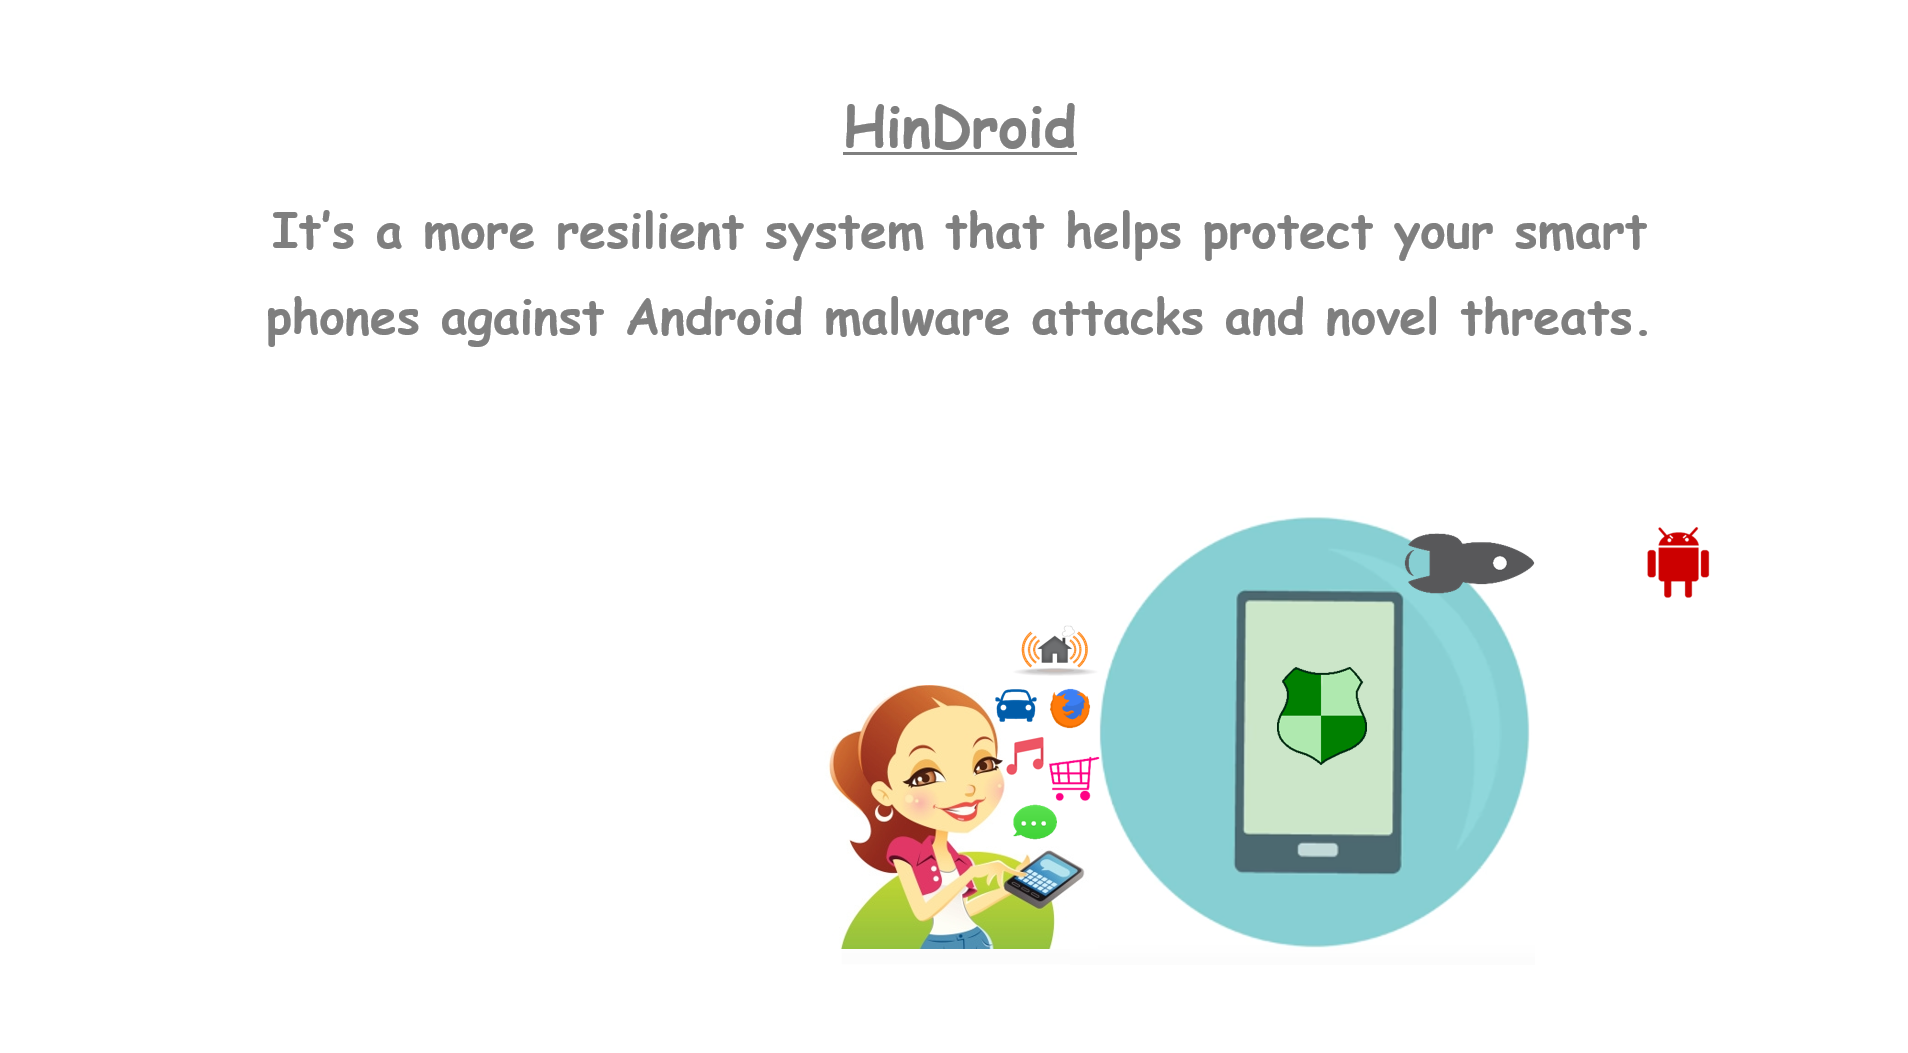 HinDroid
It’s a more resilient system that helps protect your smart
phones against Android malware attacks and novel threats.